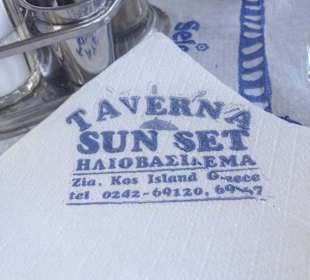 TAVERNA
SUN SET
ΗΛΙΟΒΑΣΙΛΕΜΑ
Zia, Kos Island Greece
tel 0242-69120,